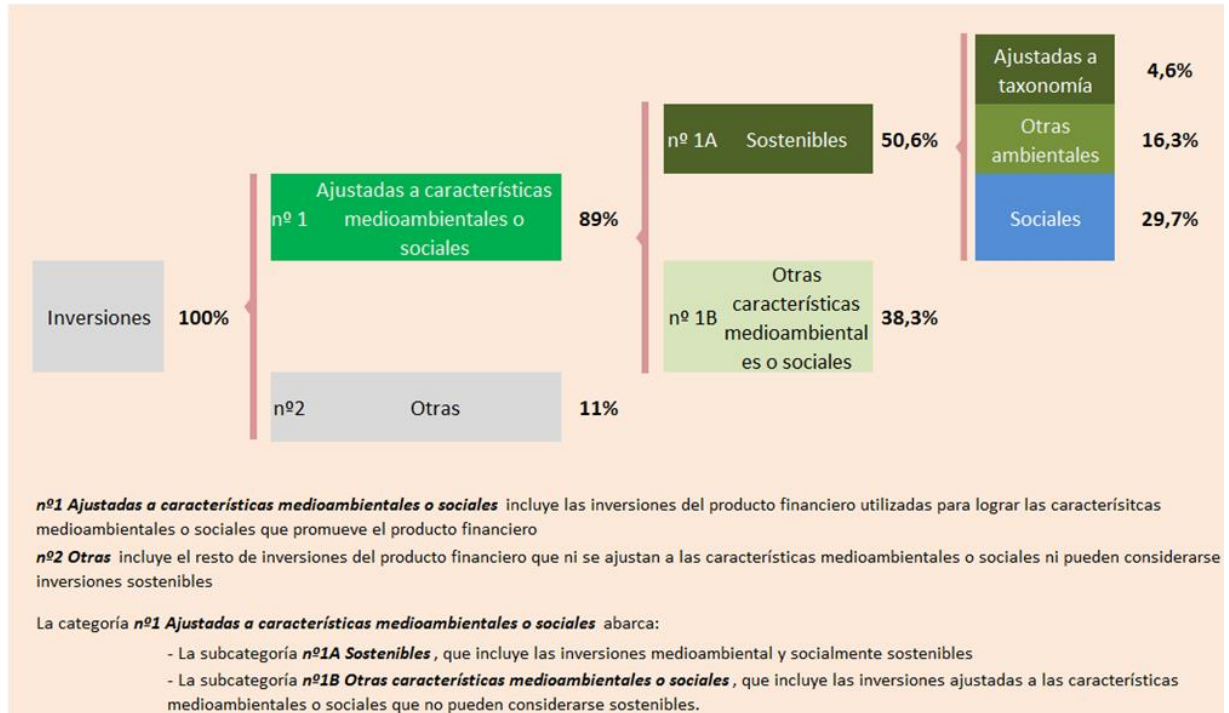 Ajustadas a
taxonomía
4,6%
nº 1A Sostenibles 50,6%
Otras
ambientales
16,3%
nº 1
Ajustadas a características
medioambientales o
sociales
89%
Sociales 29,7%
Inversiones 100%
nº 1B
Otras
características
medioambiental
es o sociales
38,3%
nº2 Otras 11%
nº1 Ajustadas a características medioambientales o sociales incluye las inversiones del producto financiero utilizadas para lograr las caracterísitcas
medioambientales o sociales que promueve el producto financiero
nº2 Otras incluye el resto de inversiones del producto financiero que ni se ajustan a las características medioambientales o sociales ni pueden considerarse
inversiones sostenibles
La categoría nº1 Ajustadas a características medioambientales o sociales abarca:
- La subcategoría nº1A Sostenibles, que incluye las inversiones medioambiental y socialmente sostenibles
- La subcategoría nº1B Otras características medioambientales o sociales, que incluye las inversiones ajustadas a las características
medioambientales o sociales que no pueden considerarse sostenibles.